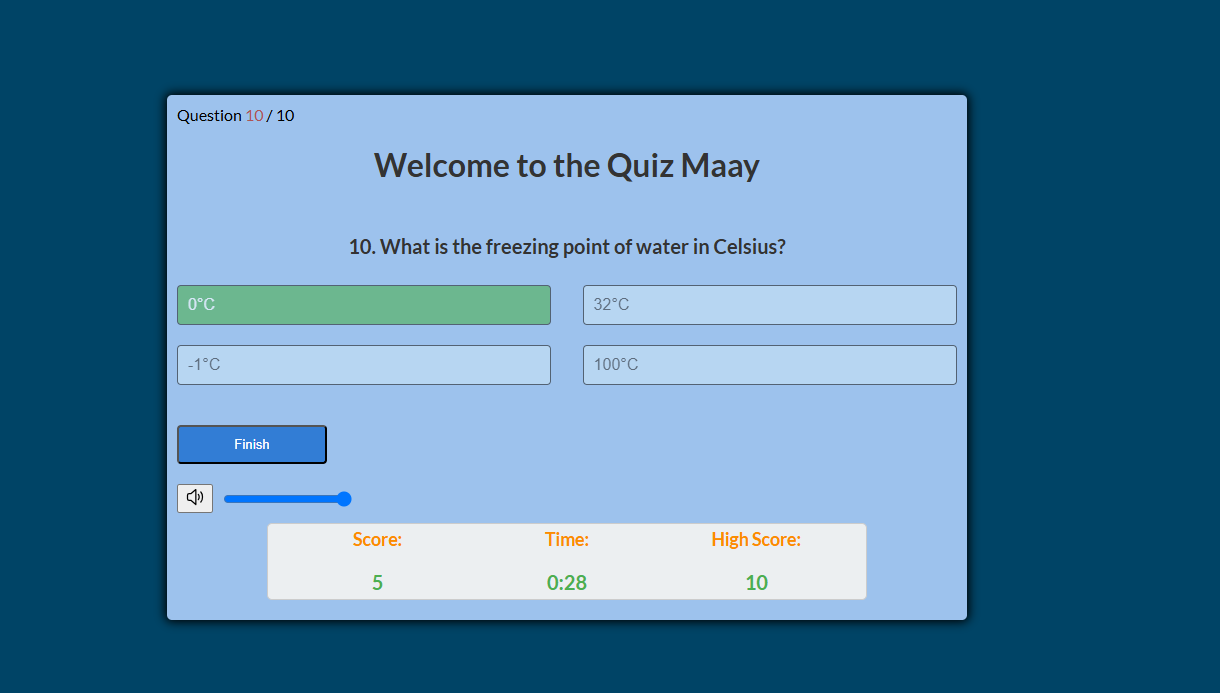 Question 10 / 10
Welcome to the Quiz Maay
10. What is the freezing point of water in Celsius?
0°C
32°C
-1°C
100°C
Finish
Score: Time: High Score:
5 0:28 10